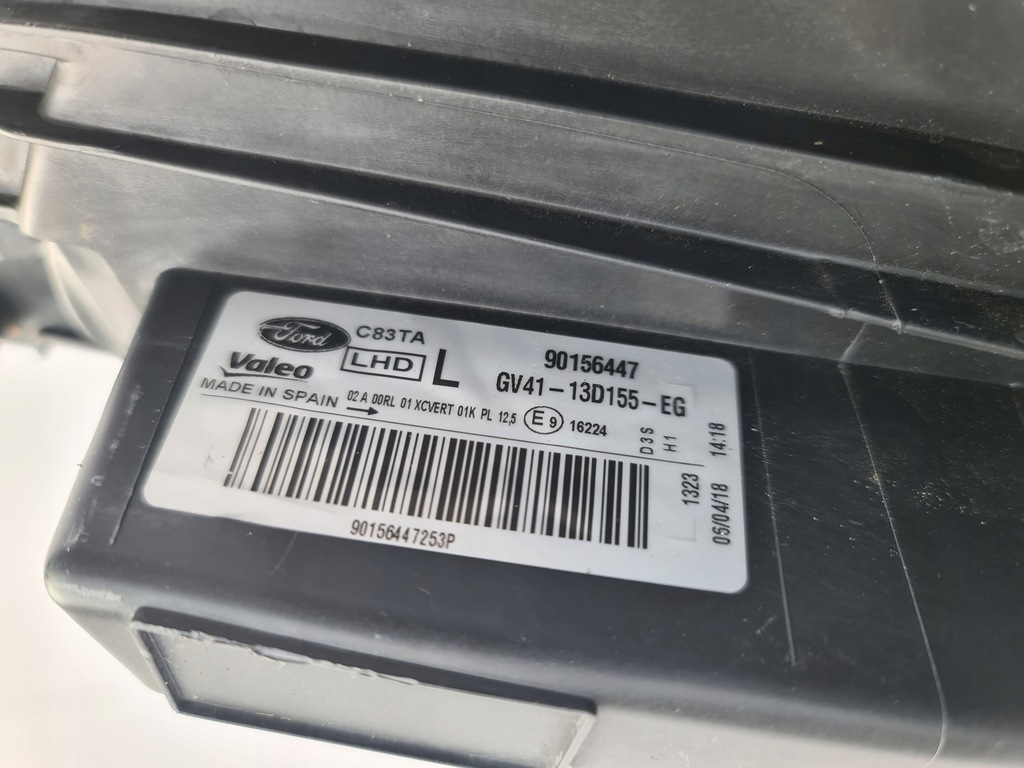 Ford C83TA
Valeo LHD L
MADE IN SPAIN
90156447
GV41-13D155-EG
02 A 00RL 01 XCVERT 01K PL 12,5 E9 16224
D3S
H1
1323
05/04/18 14:18
90156447253P